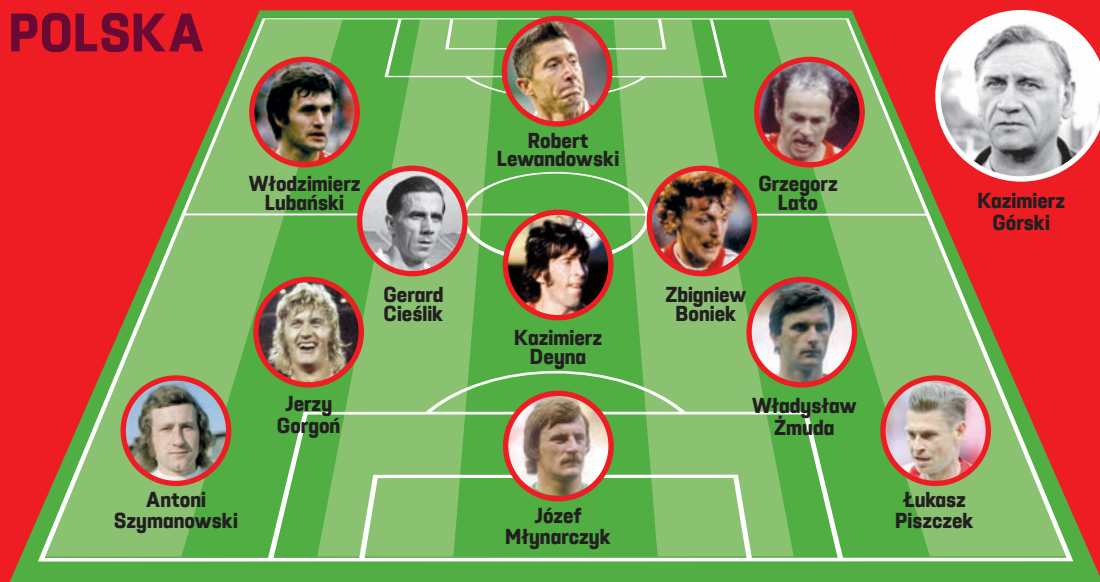 POLSKA
Robert
Lewandowski
Włodzimierz
Lubański
Grzegorz
Lato
Kazimierz
Górski
Gerard
Cieślik
Zbigniew
Boniek
Kazimierz
Deyna
Jerzy
Gorgoń
Władysław
Żmuda
Antoni
Szymanowski
Józef
Młynarczyk
Łukasz
Piszczek